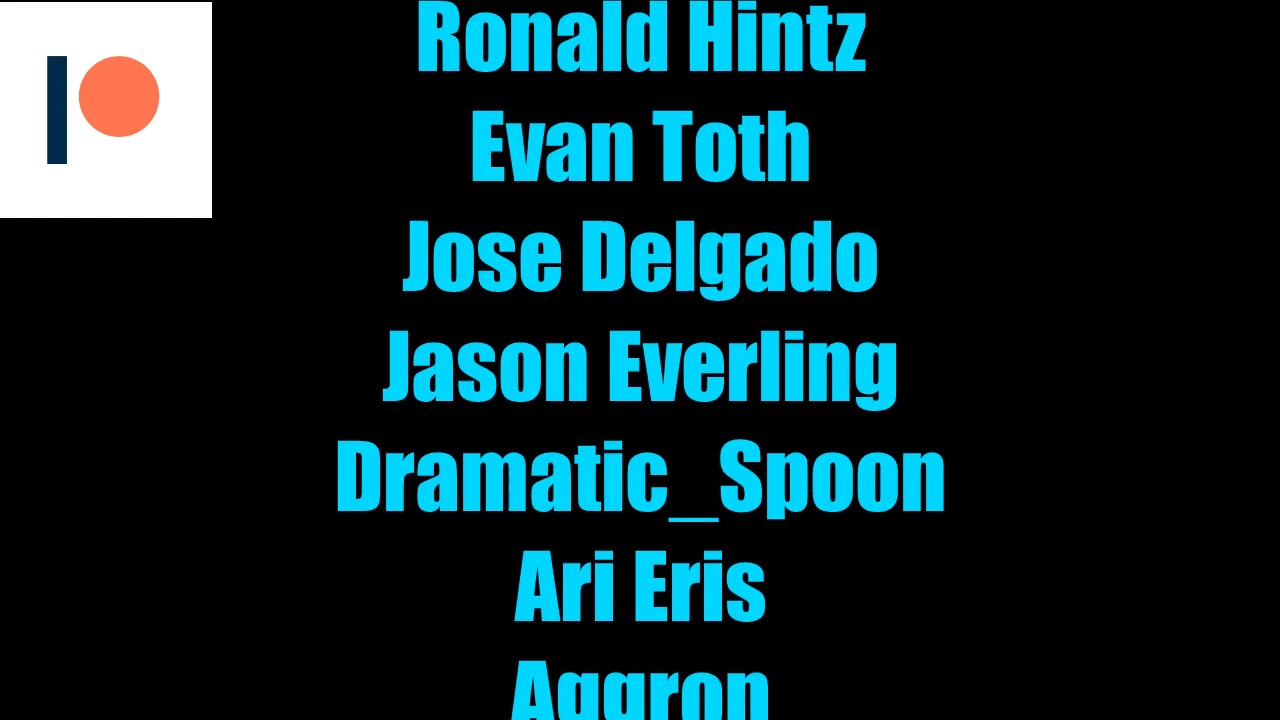 Ronald Hintz
Evan Toth
Jose Delgado
Jason Everling
Dramatic_Spoon
Ari Eris
Aggron